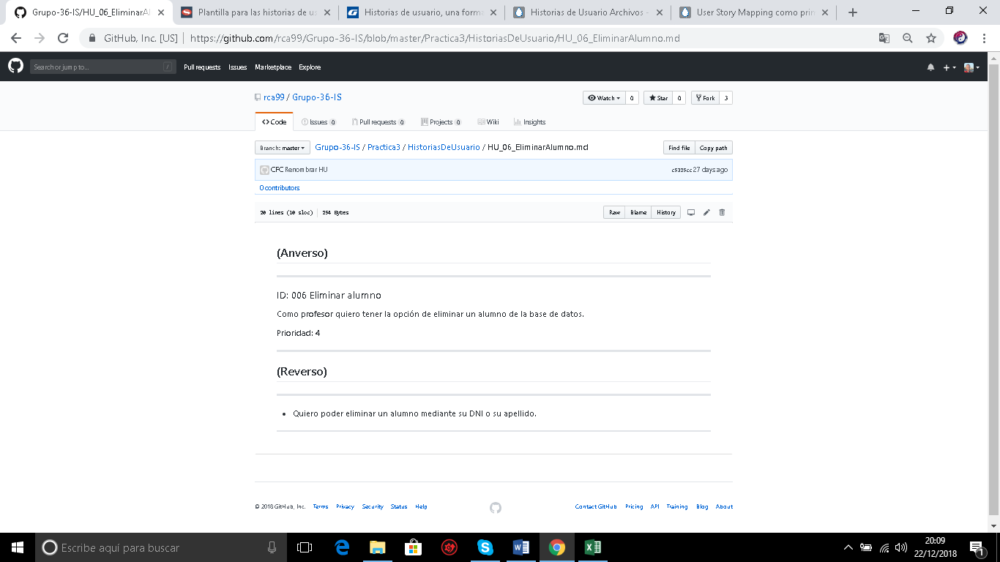 Grupo-36-IS/HU_06_EliminarAl
Plantilla para las historias de us
Historias de usuario, una forma
Historias de Usuario Archivos -
User Story Mapping como prin
GitHub, Inc. [US] | https://github.com/rca99/Grupo-36-IS/blob/master/Practica3/HistoriasDeUsuario/HU_06_EliminarAlumno.md
Search or jump to... /
Pull requests Issues Marketplace Explore
rca99 / Grupo-36-IS
Watch 0 Star 0 Fork 3
Code Issues 0 Pull requests 0 Projects 0 Wiki Insights
Branch: master Grupo-36-IS / Practica3 / HistoriasDeUsuario / HU_06_EliminarAlumno.md Find file Copy path
CFC Renombrar HU c5325cc 27 days ago
0 contributors
20 lines (10 sloc) 254 Bytes Raw Blame History
(Anverso)
ID: 006 Eliminar alumno
Como profesor quiero tener la opción de eliminar un alumno de la base de datos.
Prioridad: 4
(Reverso)
• Quiero poder eliminar un alumno mediante su DNI o su apellido.
© 2018 GitHub, Inc. Terms Privacy Security Status Help Contact GitHub Pricing API Training Blog About
Escribe aquí para buscar
20:09
22/12/2018
1